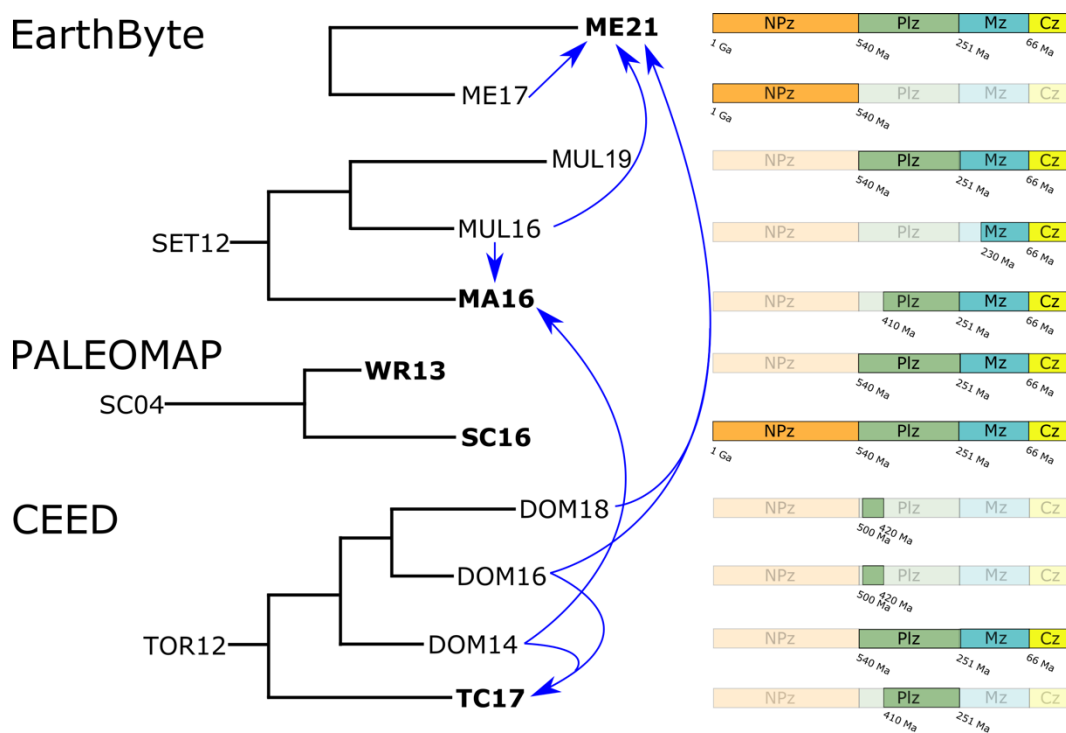 EarthByte
ME21
NPz Plz Mz Cz
1 Ga 540 Ma 251 Ma 66 Ma
ME17
NPz Plz Mz Cz
1 Ga 540 Ma
MUL19
NPz Plz Mz Cz
540 Ma 251 Ma 66 Ma
SET12
MUL16
NPz Plz Mz Cz
230 Ma 66 Ma
MA16
NPz Plz Mz Cz
410 Ma 251 Ma 66 Ma
PALEOMAP
WR13
NPz Plz Mz Cz
540 Ma 251 Ma 66 Ma
SC04
SC16
NPz Plz Mz Cz
1 Ga 540 Ma 251 Ma 66 Ma
CEED
DOM18
NPz Plz Mz Cz
500 Ma 420 Ma
DOM16
NPz Plz Mz Cz
500 Ma 420 Ma
TOR12
DOM14
NPz Plz Mz Cz
540 Ma 251 Ma 66 Ma
TC17
NPz Plz Mz Cz
410 Ma 251 Ma